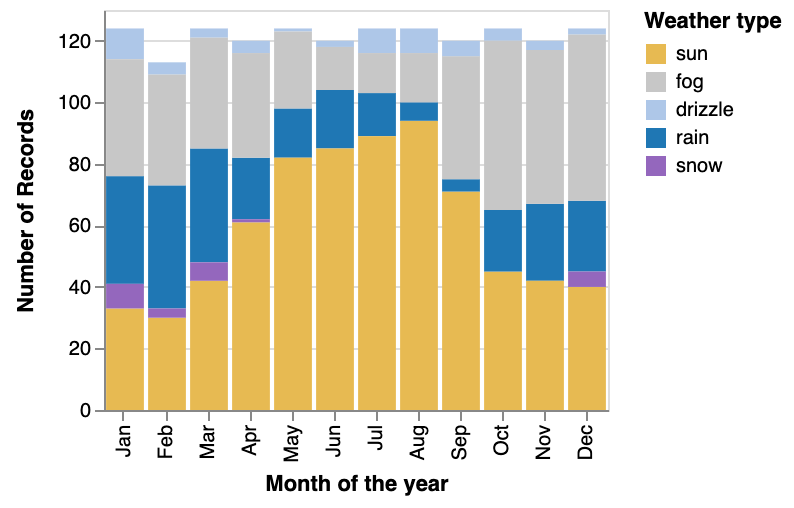 Weather type
sun
fog
drizzle
rain
snow
Number of Records
120
100
80
60
40
20
0
Jan
Feb
Mar
Apr
May
Jun
Jul
Aug
Sep
Oct
Nov
Dec
Month of the year